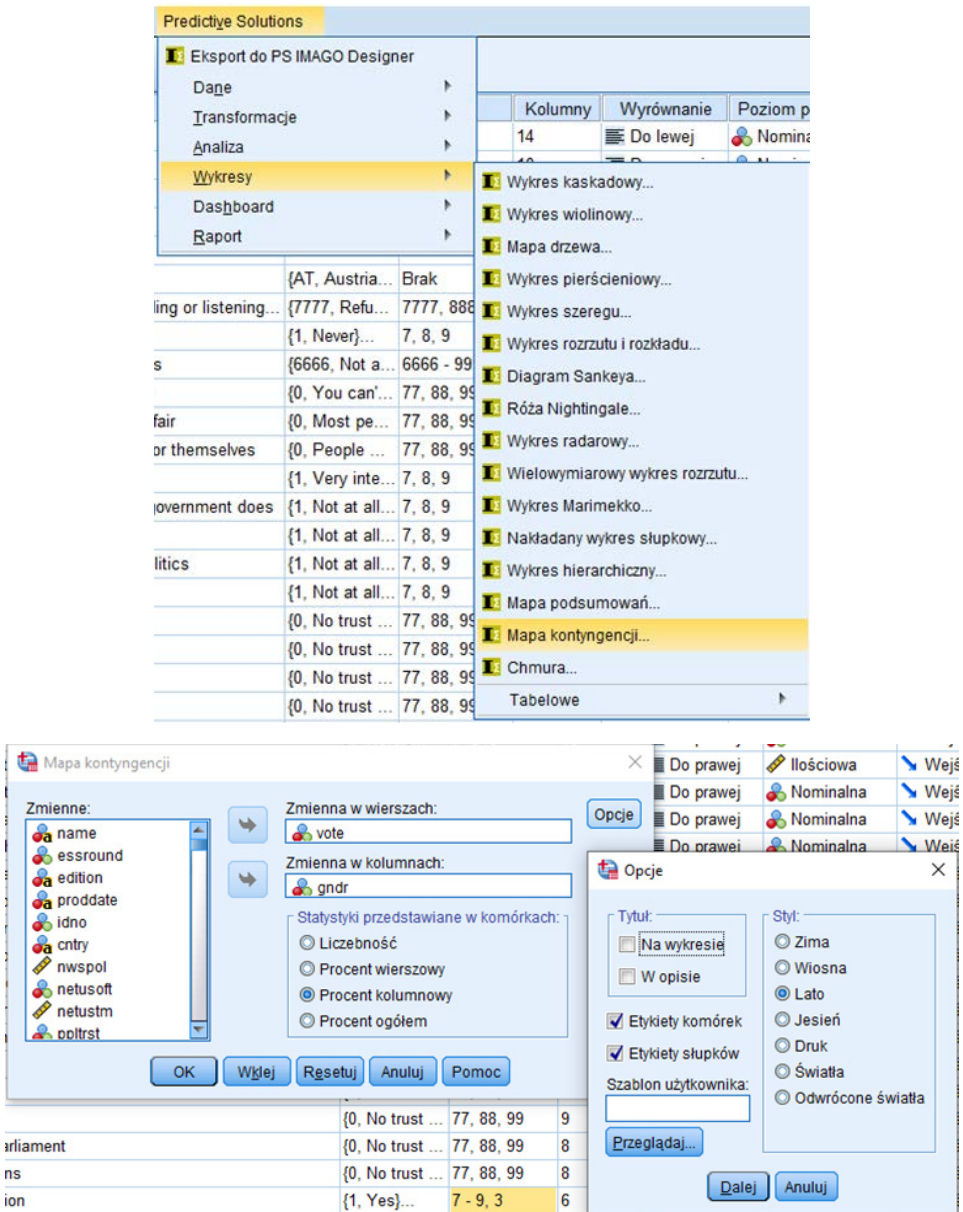 Predictive Solutions
Eksport do PS IMAGO Designer
Dane
Transformacje
Analiza
Wykresy
Dashboard
Raport
Kolumny Wyrównanie Poziom p
14 Do lewej Nomina
Wykres kaskadowy...
Wykres wiolinowy...
Mapa drzewa...
Wykres pierścieniowy...
Wykres szeregu...
Wykres rozrzutu i rozkładu...
Diagram Sankeya...
Róża Nightingale...
Wykres radarowy...
Wielowymiarowy wykres rozrzutu...
Wykres Marimekko...
Nakładany wykres słupkowy...
Wykres hierarchiczny...
Mapa podsumowań...
Mapa kontyngencji...
Chmura...
Tabelowe
{AT, Austria... Brak
ling or listening... {7777, Refu... 7777, 888
{1, Never}... 7, 8, 9
s {6666, Not a... 6666 - 99
{0, You can'... 77, 88, 99
fair {0, Most pe... 77, 88, 99
or themselves {0, People ... 77, 88, 99
{1, Very inte... 7, 8, 9
government does {1, Not at all... 7, 8, 9
{1, Not at all... 7, 8, 9
litics {1, Not at all... 7, 8, 9
{1, Not at all... 7, 8, 9
{0, No trust ... 77, 88, 99
{0, No trust ... 77, 88, 99
{0, No trust ... 77, 88, 99
{0, No trust ... 77, 88, 99
Mapa kontyngencji
Zmienne:
name
essround
edition
proddate
idno
cntry
nwspol
netusoft
netustm
ppltrst
Zmienna w wierszach:
vote
Zmienna w kolumnach:
gndr
Statystyki przedstawiane w komórkach:
Liczebność
Procent wierszowy
Procent kolumnowy
Procent ogółem
Opcje
OK Wklej Resetuj Anuluj Pomoc
Do prawej Ilościowa Wejś
Do prawej Nominalna Wejś
Do prawej Nominalna Wejś
Do prawej Nominalna Wejś
Opcje
Tytuł:
Na wykresie
W opisie
Etykiety komórek
Etykiety słupków
Szablon użytkownika:
Przeglądaj...
Styl:
Zima
Wiosna
Lato
Jesień
Druk
Światła
Odwrócone światła
Dalej Anuluj
{0, No trust ... 77, 88, 99 9
arliament {0, No trust ... 77, 88, 99 8
ns {0, No trust ... 77, 88, 99 8
ion {1, Yes}... 7 - 9, 3 6